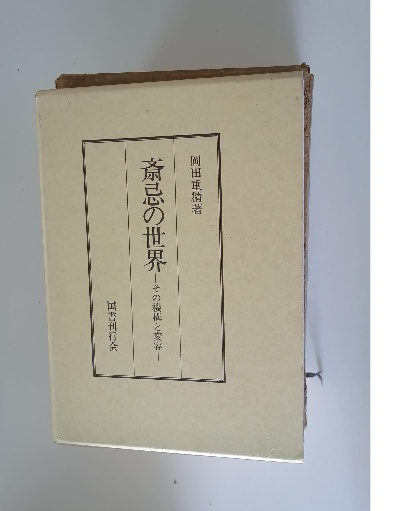 岡田重精著
斎忌の世界
―その機構と変容―
国書刊行会